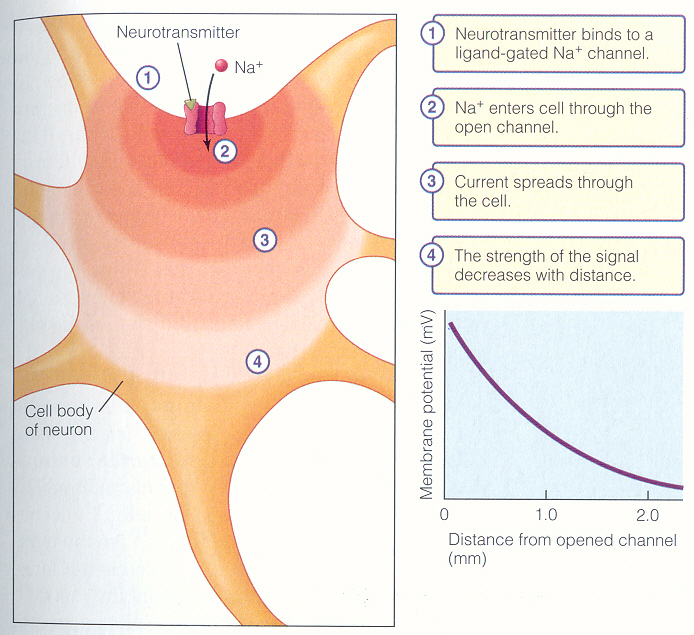 Neurotransmitter
Na⁺
1
2
3
4
Cell body
of neuron
1 Neurotransmitter binds to a
ligand-gated Na⁺ channel.
2 Na⁺ enters cell through the
open channel.
3 Current spreads through
the cell.
4 The strength of the signal
decreases with distance.
Membrane potential (mV)
0 1.0 2.0
Distance from opened channel
(mm)